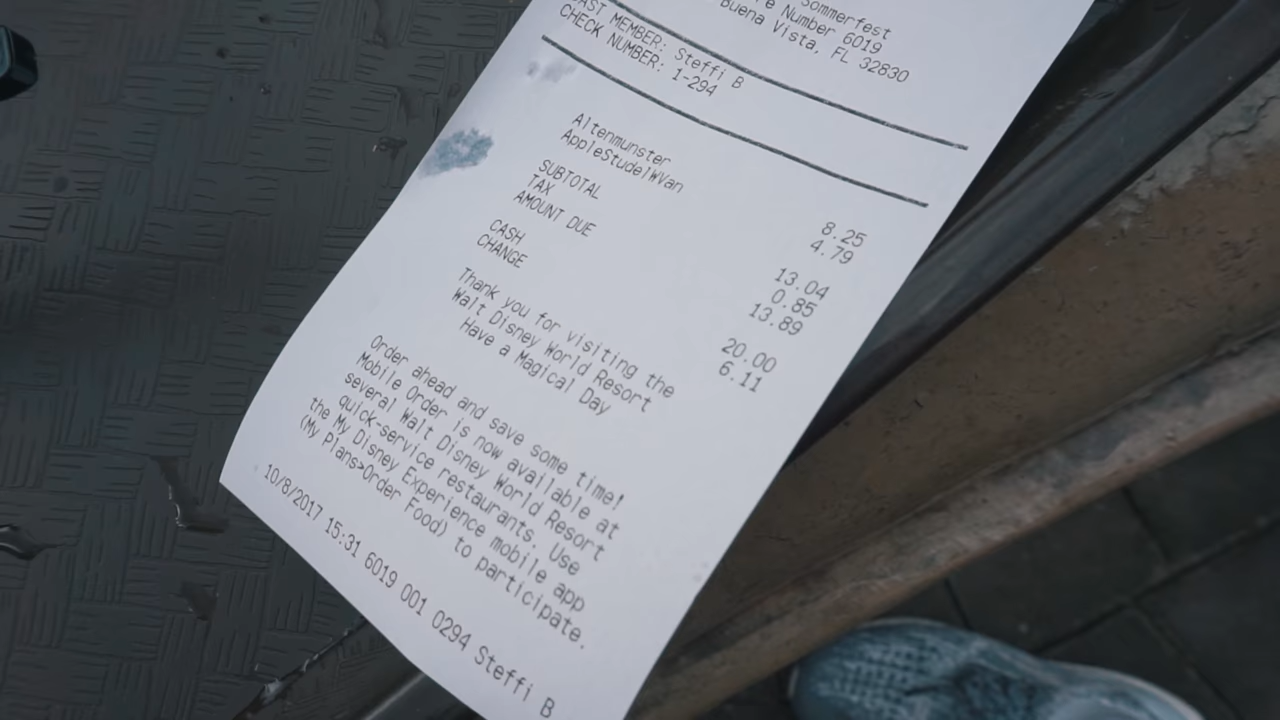 Sommerfest
e Number 6019
Buena Vista, FL 32830
AST MEMBER: Steffi B
CHECK NUMBER: 1-294
Altenmunster 8.25
AppleStudelWVan 4.79
SUBTOTAL 13.04
TAX 0.85
AMOUNT DUE 13.89
CASH 20.00
CHANGE 6.11
Thank you for visiting the
Walt Disney World Resort
Have a Magical Day
Order ahead and save some time!
Mobile Order is now available at
several Walt Disney World Resort
quick-service restaurants. Use
the My Disney Experience mobile app
(My Plans>Order Food) to participate.
10/8/2017 15:31 6019 001 0294 Steffi B